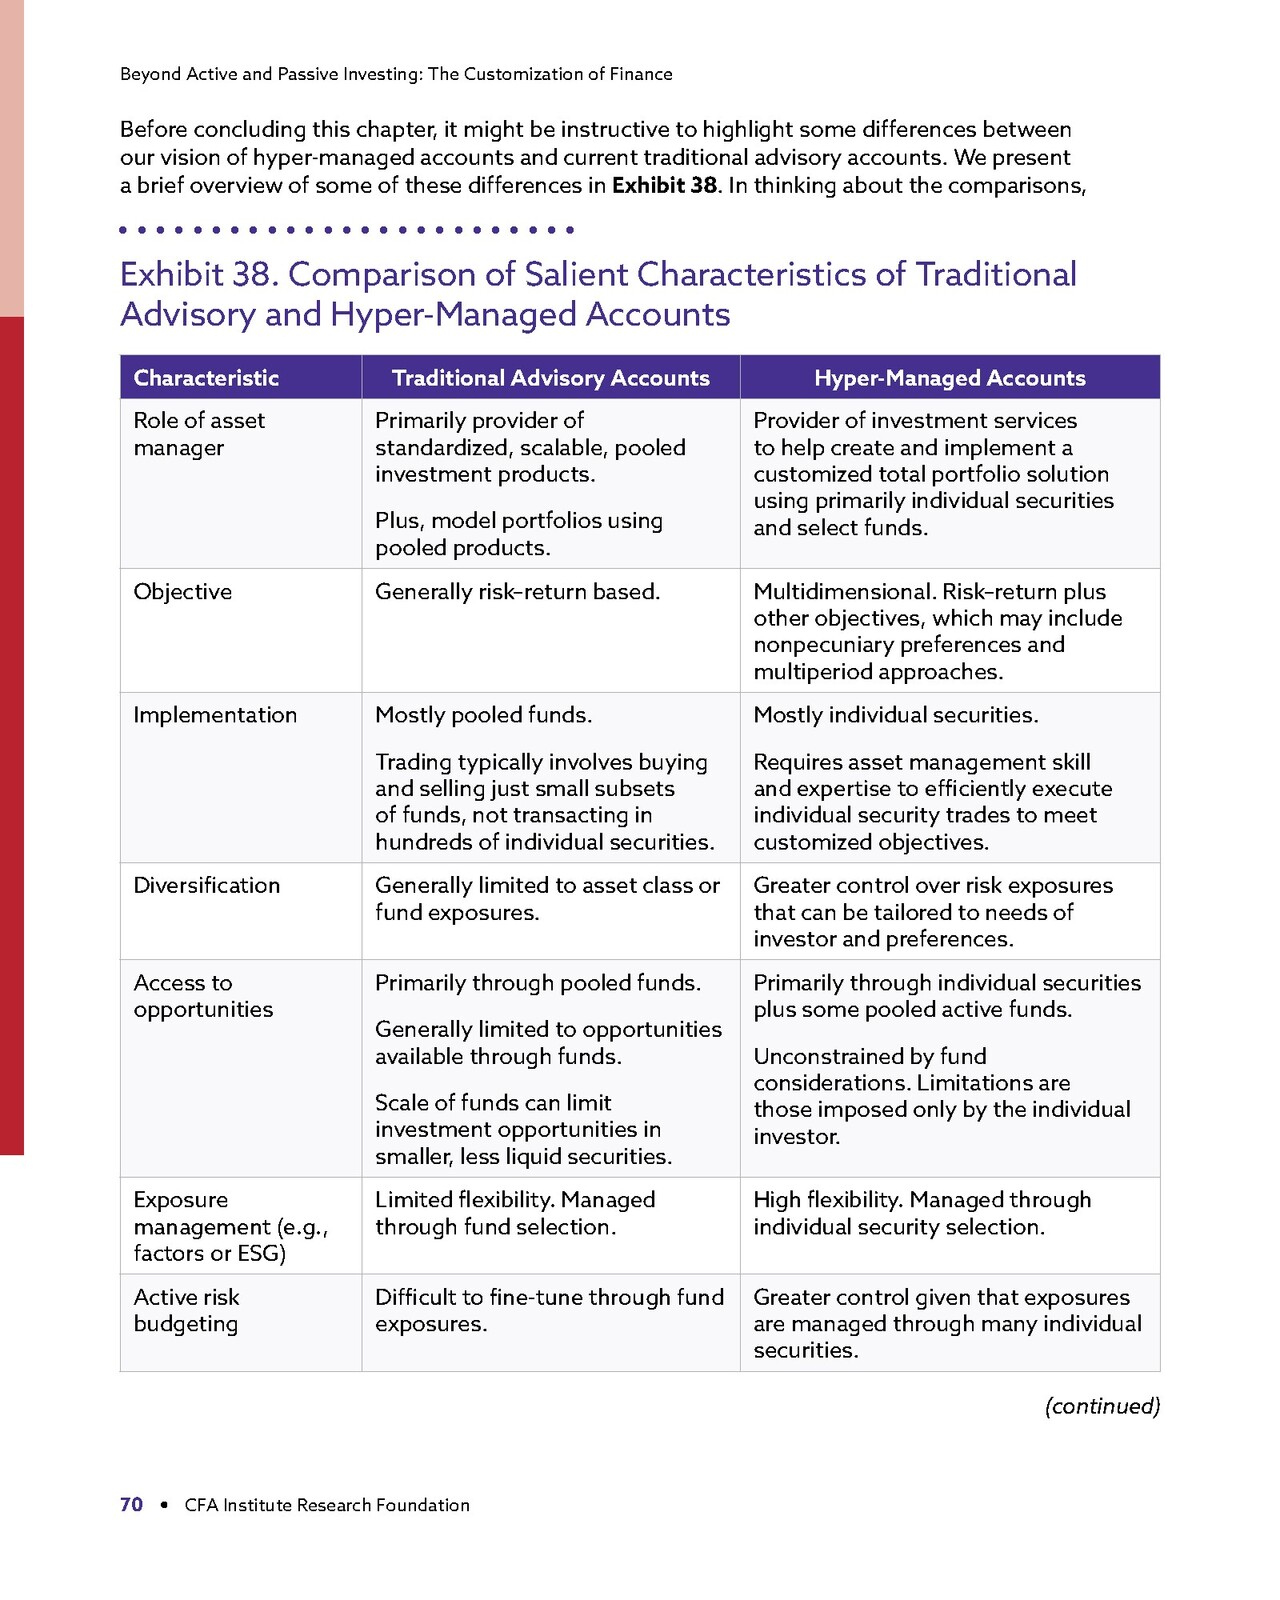 Beyond Active and Passive Investing: The Customization of Finance
Before concluding this chapter, it might be instructive to highlight some differences between
our vision of hyper-managed accounts and current traditional advisory accounts. We present
a brief overview of some of these differences in Exhibit 38. In thinking about the comparisons,
Exhibit 38. Comparison of Salient Characteristics of Traditional
Advisory and Hyper-Managed Accounts
Characteristic
Traditional Advisory Accounts
Hyper-Managed Accounts
Role of asset
manager
Primarily provider of
standardized, scalable, pooled
investment products.
Plus, model portfolios using
pooled products.
Provider of investment services
to help create and implement a
customized total portfolio solution
using primarily individual securities
and select funds.
Objective
Generally risk–return based.
Multidimensional. Risk–return plus
other objectives, which may include
nonpecuniary preferences and
multiperiod approaches.
Implementation
Mostly pooled funds.
Trading typically involves buying
and selling just small subsets
of funds, not transacting in
hundreds of individual securities.
Mostly individual securities.
Requires asset management skill
and expertise to efficiently execute
individual security trades to meet
customized objectives.
Diversification
Generally limited to asset class or
fund exposures.
Greater control over risk exposures
that can be tailored to needs of
investor and preferences.
Access to
opportunities
Primarily through pooled funds.
Generally limited to opportunities
available through funds.
Scale of funds can limit
investment opportunities in
smaller, less liquid securities.
Primarily through individual securities
plus some pooled active funds.
Unconstrained by fund
considerations. Limitations are
those imposed only by the individual
investor.
Exposure
management (e.g.,
factors or ESG)
Limited flexibility. Managed
through fund selection.
High flexibility. Managed through
individual security selection.
Active risk
budgeting
Difficult to fine-tune through fund
exposures.
Greater control given that exposures
are managed through many individual
securities.
(continued)
70 • CFA Institute Research Foundation